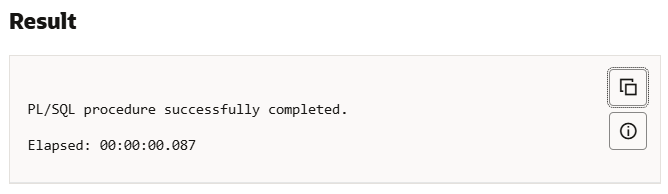 Result
PL/SQL procedure successfully completed.
Elapsed: 00:00:00.087